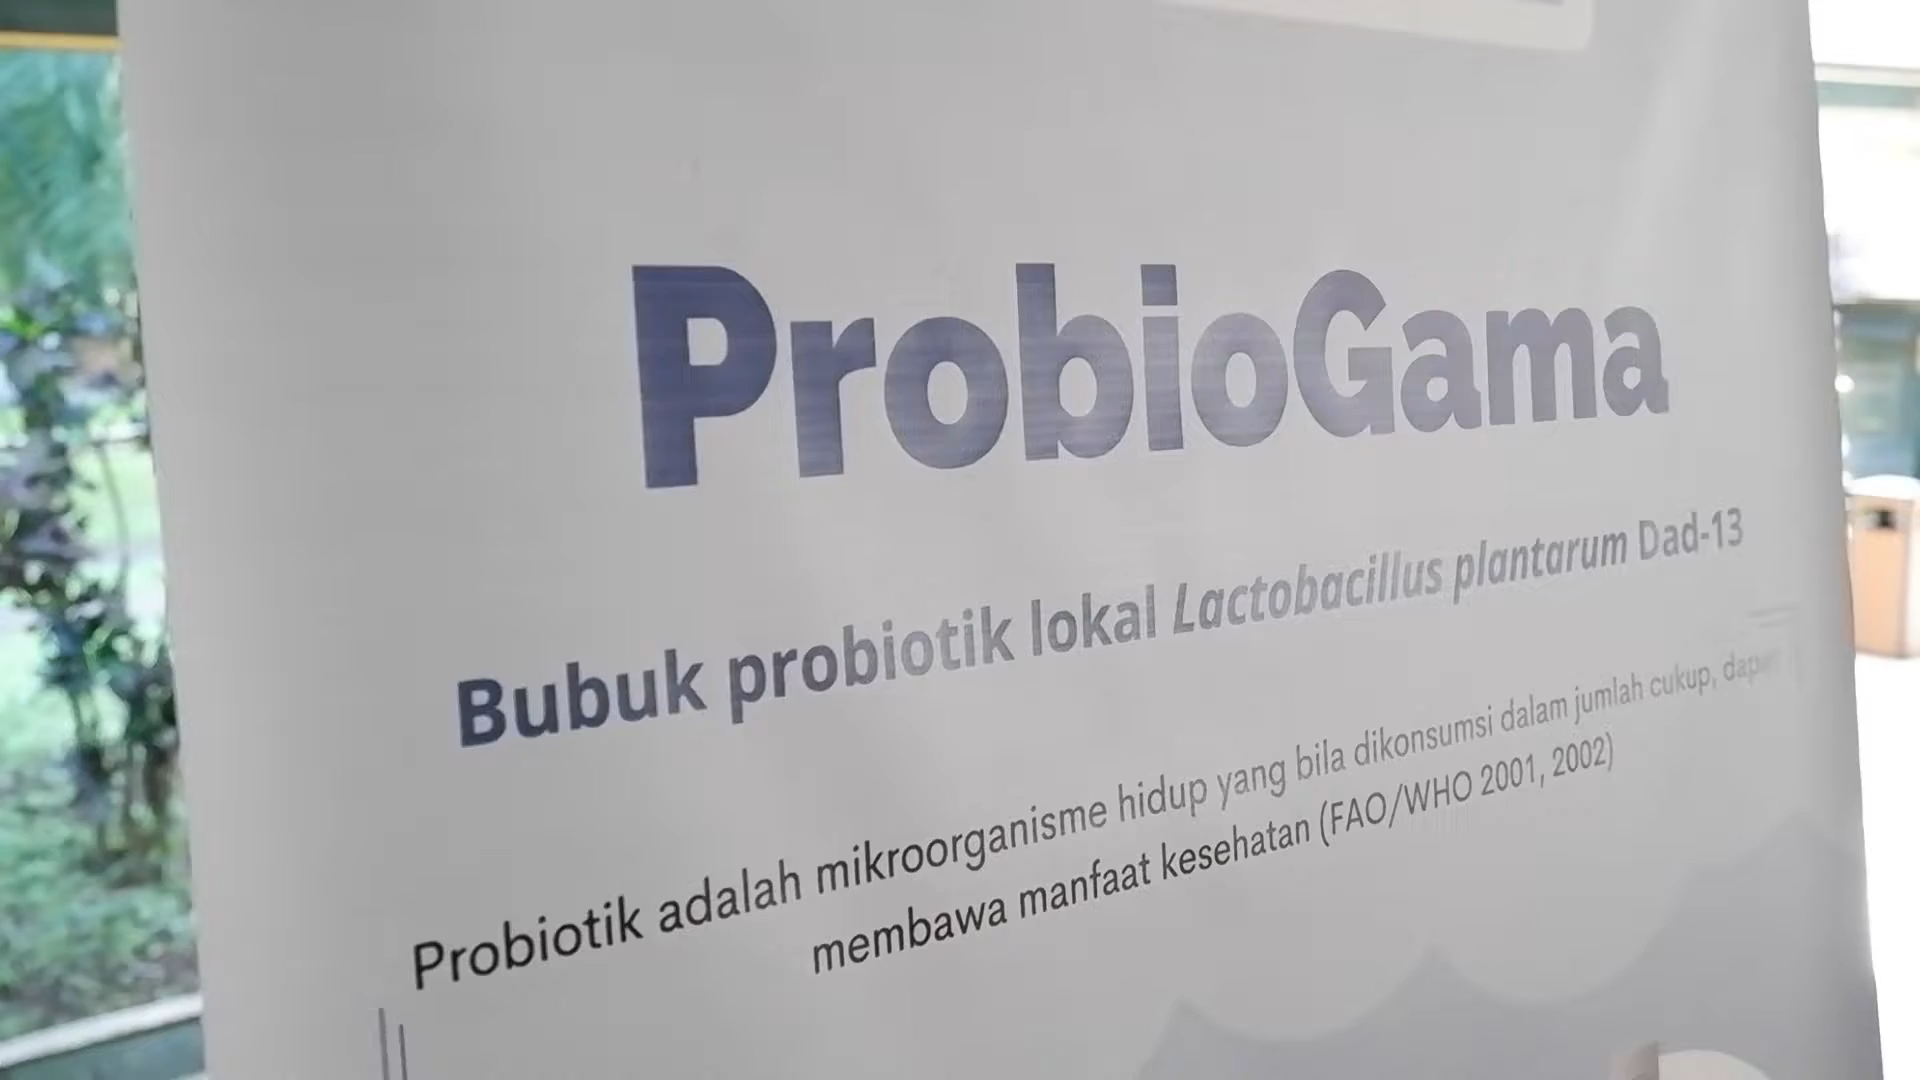 ProbioGama
Bubuk probiotik lokal Lactobacillus plantarum Dad-13
Probiotik adalah mikroorganisme hidup yang bila dikonsumsi dalam jumlah cukup,
membawa manfaat kesehatan (FAO/WHO 2001, 2002)